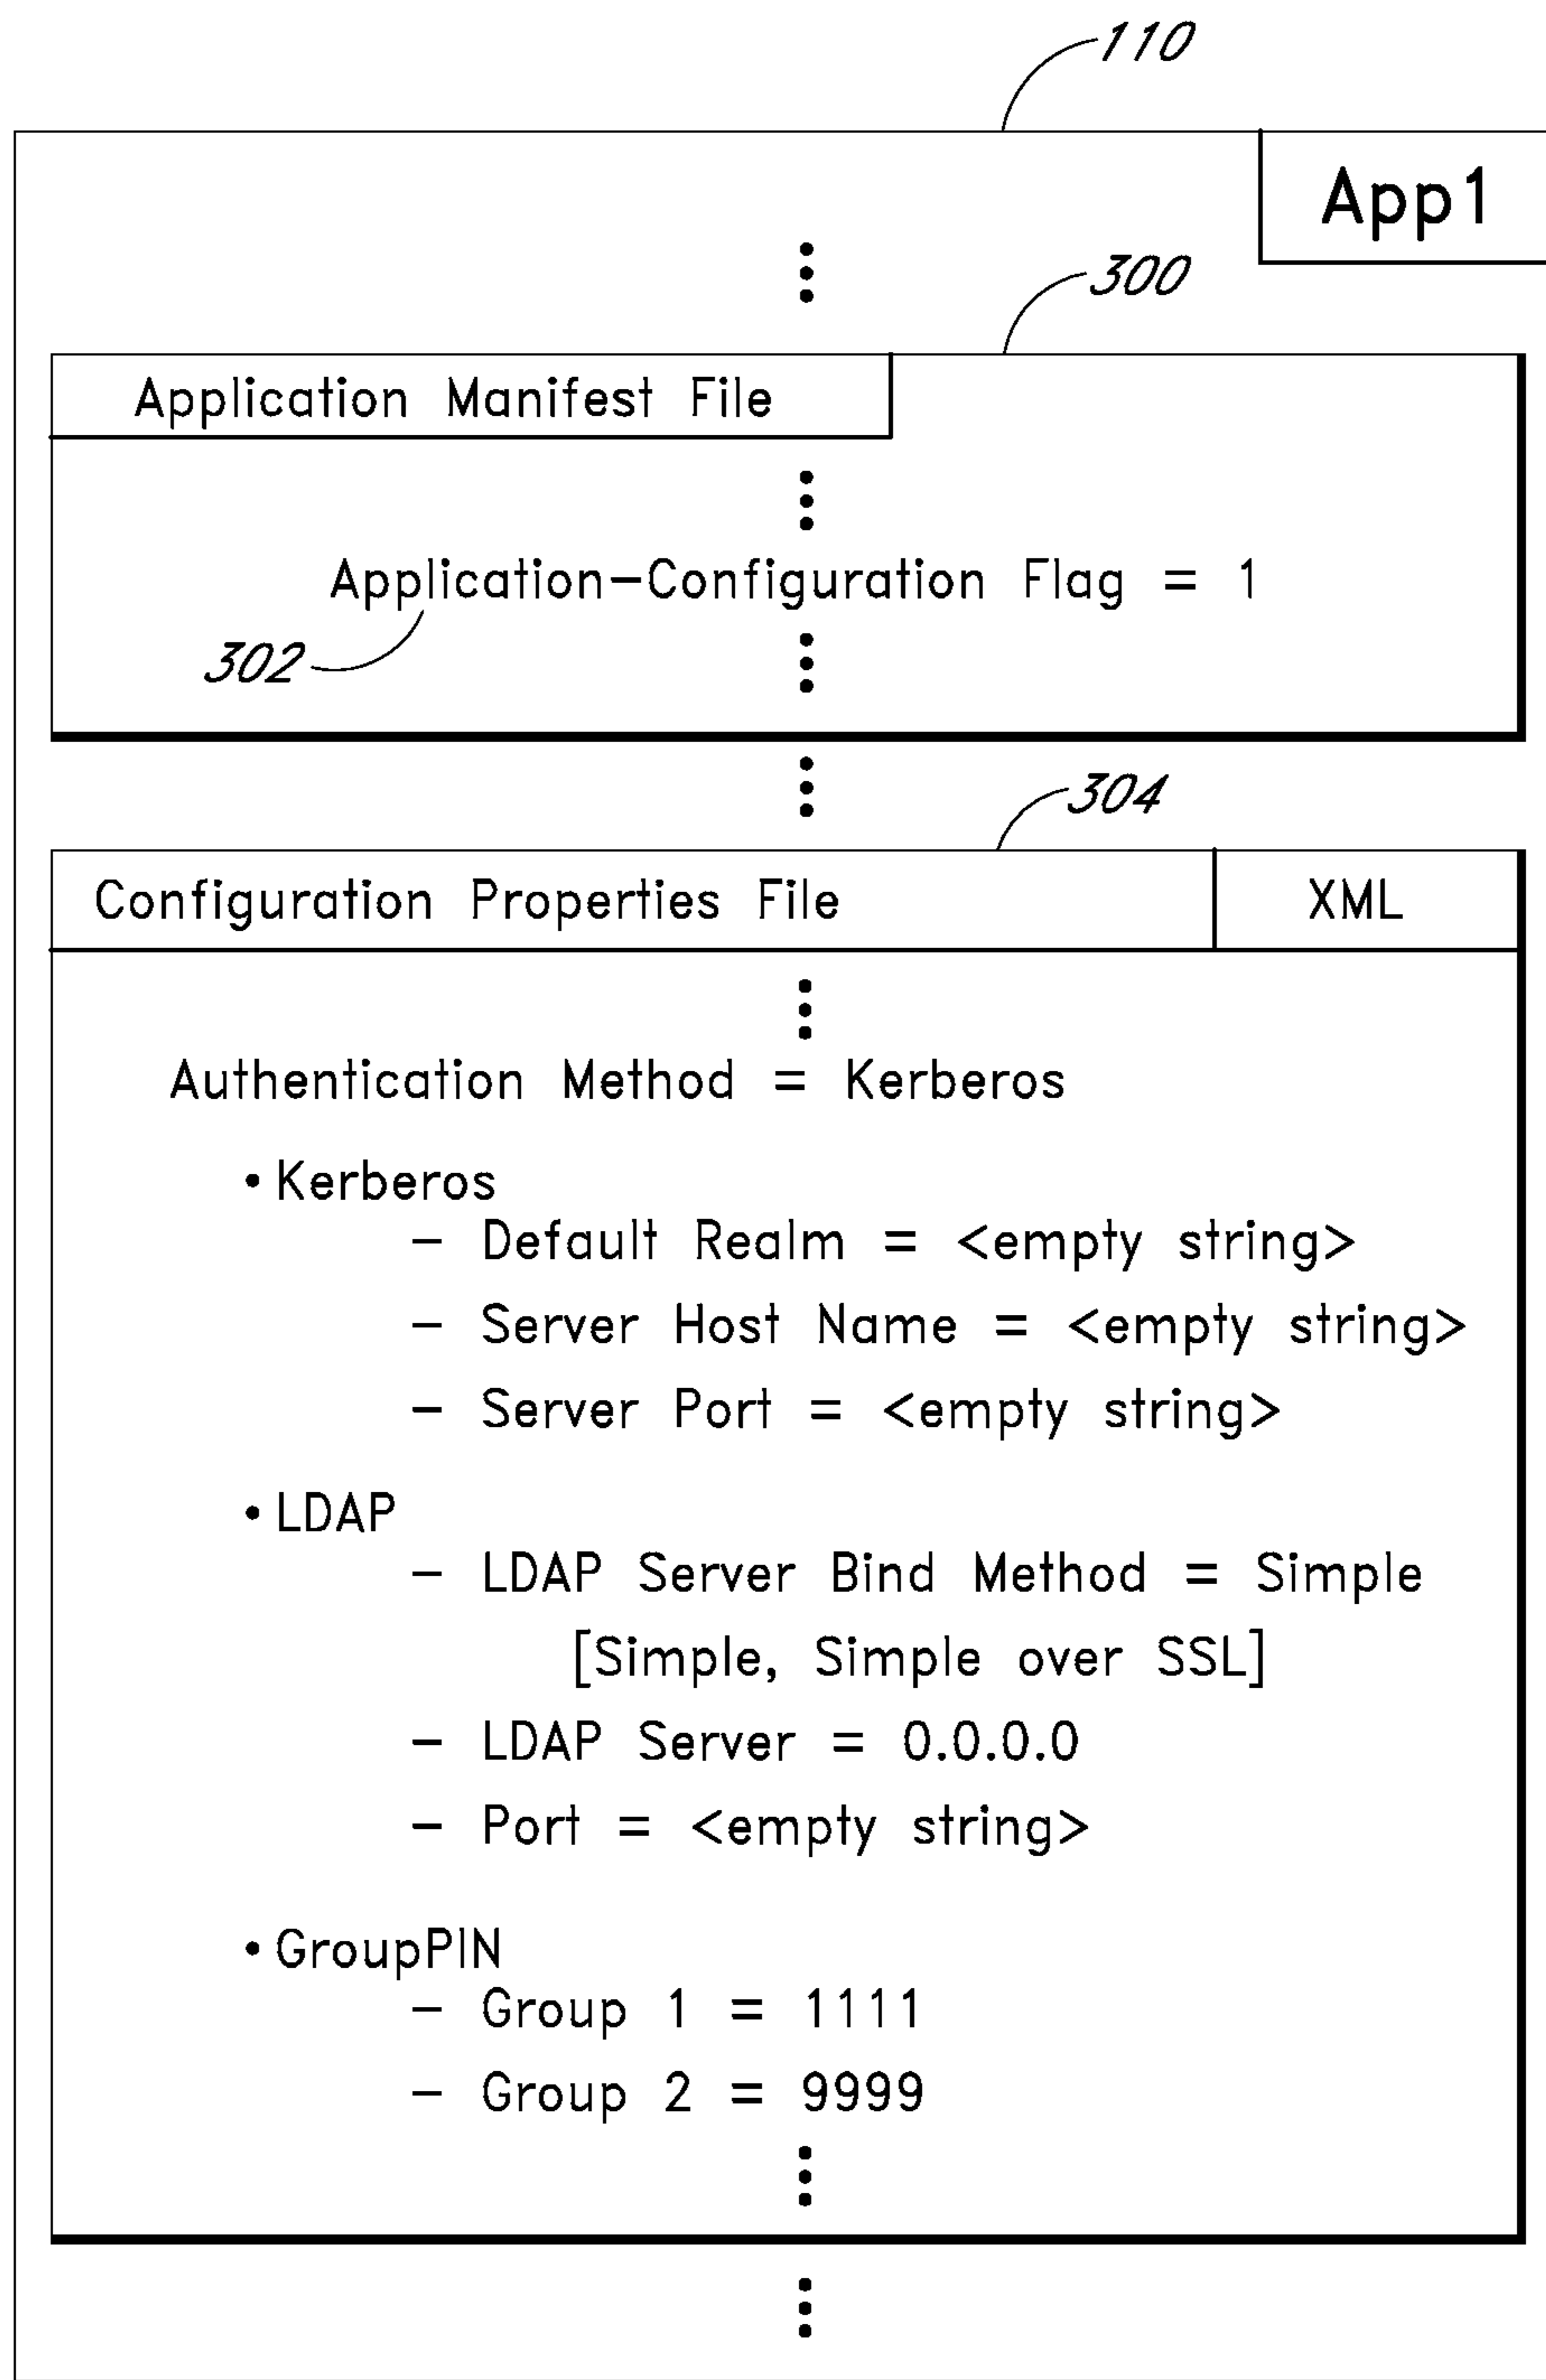 110
App1
300
Application Manifest File
Application-Configuration Flag = 1
302
304
Configuration Properties File XML
Authentication Method = Kerberos
• Kerberos
– Default Realm = <empty string>
– Server Host Name = <empty string>
– Server Port = <empty string>
• LDAP
– LDAP Server Bind Method = Simple
[Simple, Simple over SSL]
– LDAP Server = 0.0.0.0
– Port = <empty string>
• GroupPIN
– Group 1 = 1111
– Group 2 = 9999